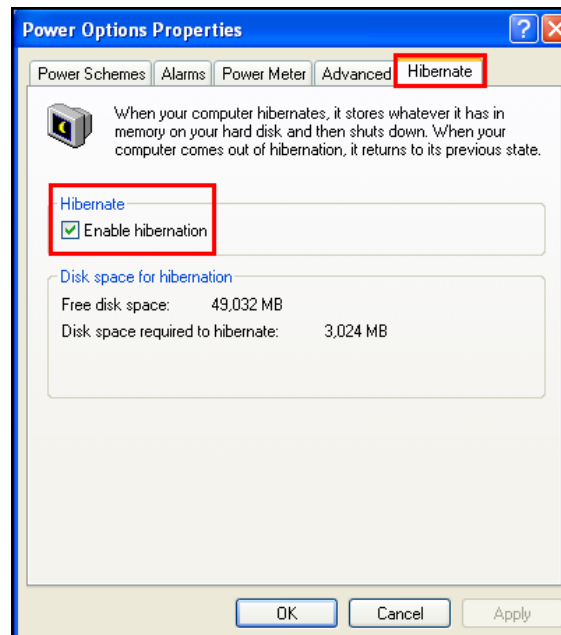 Power Options Properties
Power Schemes Alarms Power Meter Advanced Hibernate
When your computer hibernates, it stores whatever it has in
memory on your hard disk and then shuts down. When your
computer comes out of hibernation, it returns to its previous state.
Hibernate
Enable hibernation
Disk space for hibernation
Free disk space: 49,032 MB
Disk space required to hibernate: 3,024 MB
OK Cancel Apply